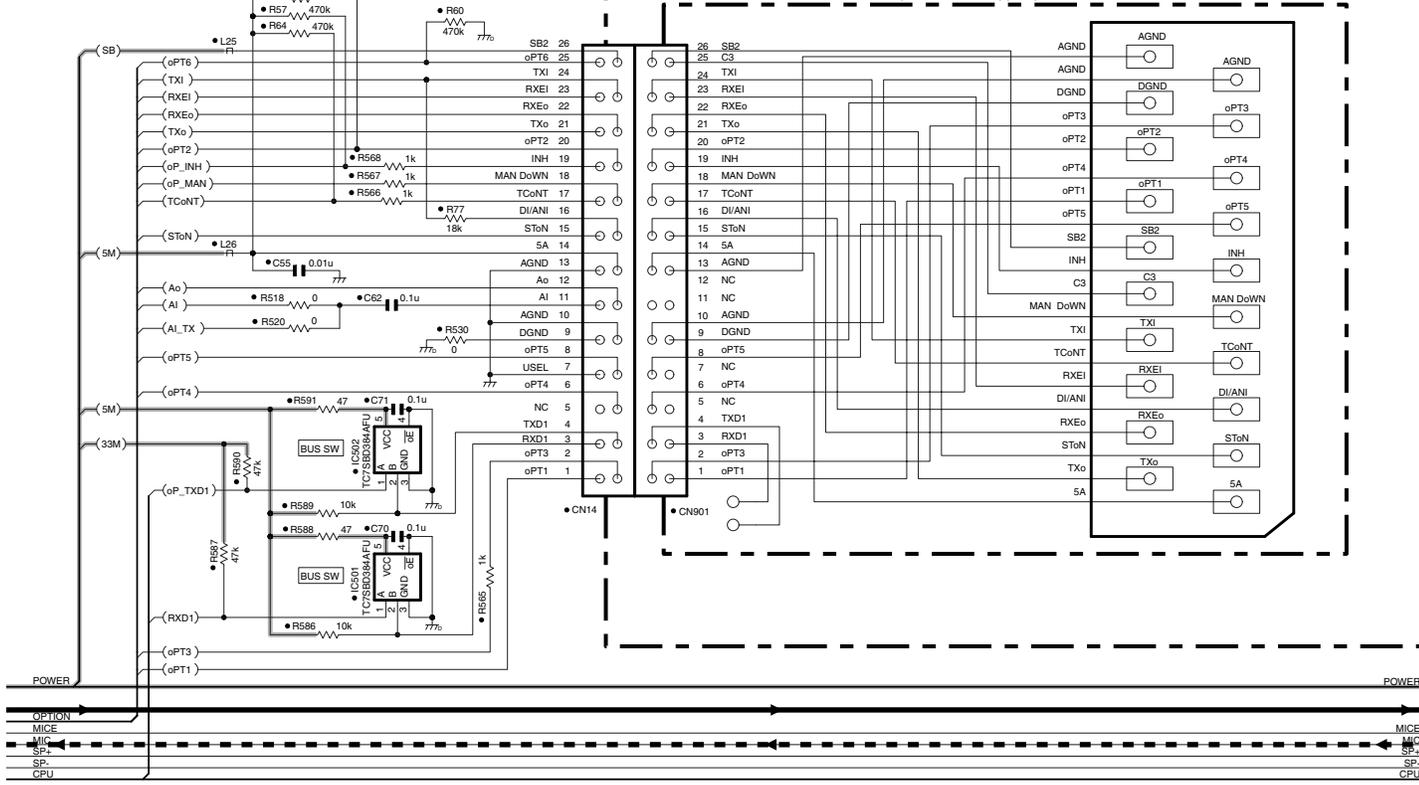 R57 470k
R64 470k
R60
470k
(SB)
L25
(oPT6)
(TXI)
(RXEI)
(RXEo)
(TXo)
(oPT2)
(oP_INH)
(oP_MAN)
(TCoNT)
(SToN)
(5M)
L26
(Ao)
(AI)
(AI_TX)
(oPT5)
(oPT4)
(5M)
(33M)
(oP_TXD1)
(RXD1)
(oPT3)
(oPT1)
R568 1k
R567 1k
R566 1k
R77
18k
C55 0.01u
R518 0
C62 0.1u
R520 0
R530
0
R591 47
C71 0.1u
BUS SW
IC502
TC7SBD384AFU
5 4
VCC oE
A B GND
1 2 3
R590
47k
R589 10k
R588 47
C70 0.1u
BUS SW
IC501
TC7SBD384AFU
5 4
VCC oE
A B GND
1 2 3
R587
47k
R586 10k
R565 1k
SB2 26
oPT6 25
TXI 24
RXEI 23
RXEo 22
TXo 21
oPT2 20
INH 19
MAN DoWN 18
TCoNT 17
DI/ANI 16
SToN 15
5A 14
AGND 13
Ao 12
AI 11
AGND 10
DGND 9
oPT5 8
USEL 7
oPT4 6
NC 5
TXD1 4
RXD1 3
oPT3 2
oPT1 1
CN14
26 SB2
25 C3
24 TXI
23 RXEI
22 RXEo
21 TXo
20 oPT2
19 INH
18 MAN DoWN
17 TCoNT
16 DI/ANI
15 SToN
14 5A
13 AGND
12 NC
11 NC
10 AGND
9 DGND
8 oPT5
7 NC
6 oPT4
5 NC
4 TXD1
3 RXD1
2 oPT3
1 oPT1
CN901
AGND
AGND
DGND
oPT3
oPT2
oPT4
oPT1
oPT5
SB2
INH
C3
MAN DoWN
TXI
TCoNT
RXEI
DI/ANI
RXEo
SToN
TXo
5A
AGND
AGND
DGND
oPT3
oPT2
oPT4
oPT1
oPT5
SB2
INH
C3
MAN DoWN
TXI
TCoNT
RXEI
DI/ANI
RXEo
SToN
TXo
5A
POWER
OPTION
MICE
MIC
SP+
SP-
CPU
POWER
MICE
MIC
SP+
SP-
CPU